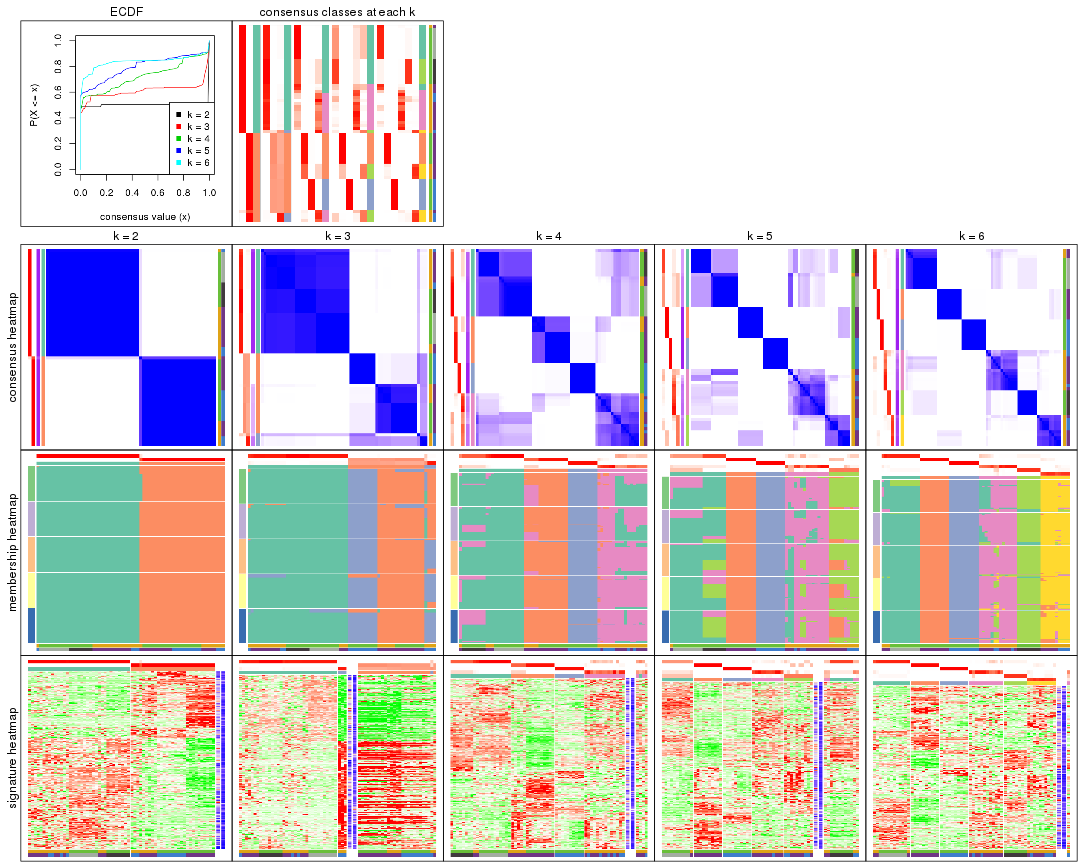 ECDF
consensus classes at each k
P(X <= x)
0.0 0.2 0.4 0.6 0.8 1.0
k = 2
k = 3
k = 4
k = 5
k = 6
0.0 0.2 0.4 0.6 0.8 1.0
consensus value (x)
k = 2
k = 3
k = 4
k = 5
k = 6
consensus heatmap
membership heatmap
signature heatmap